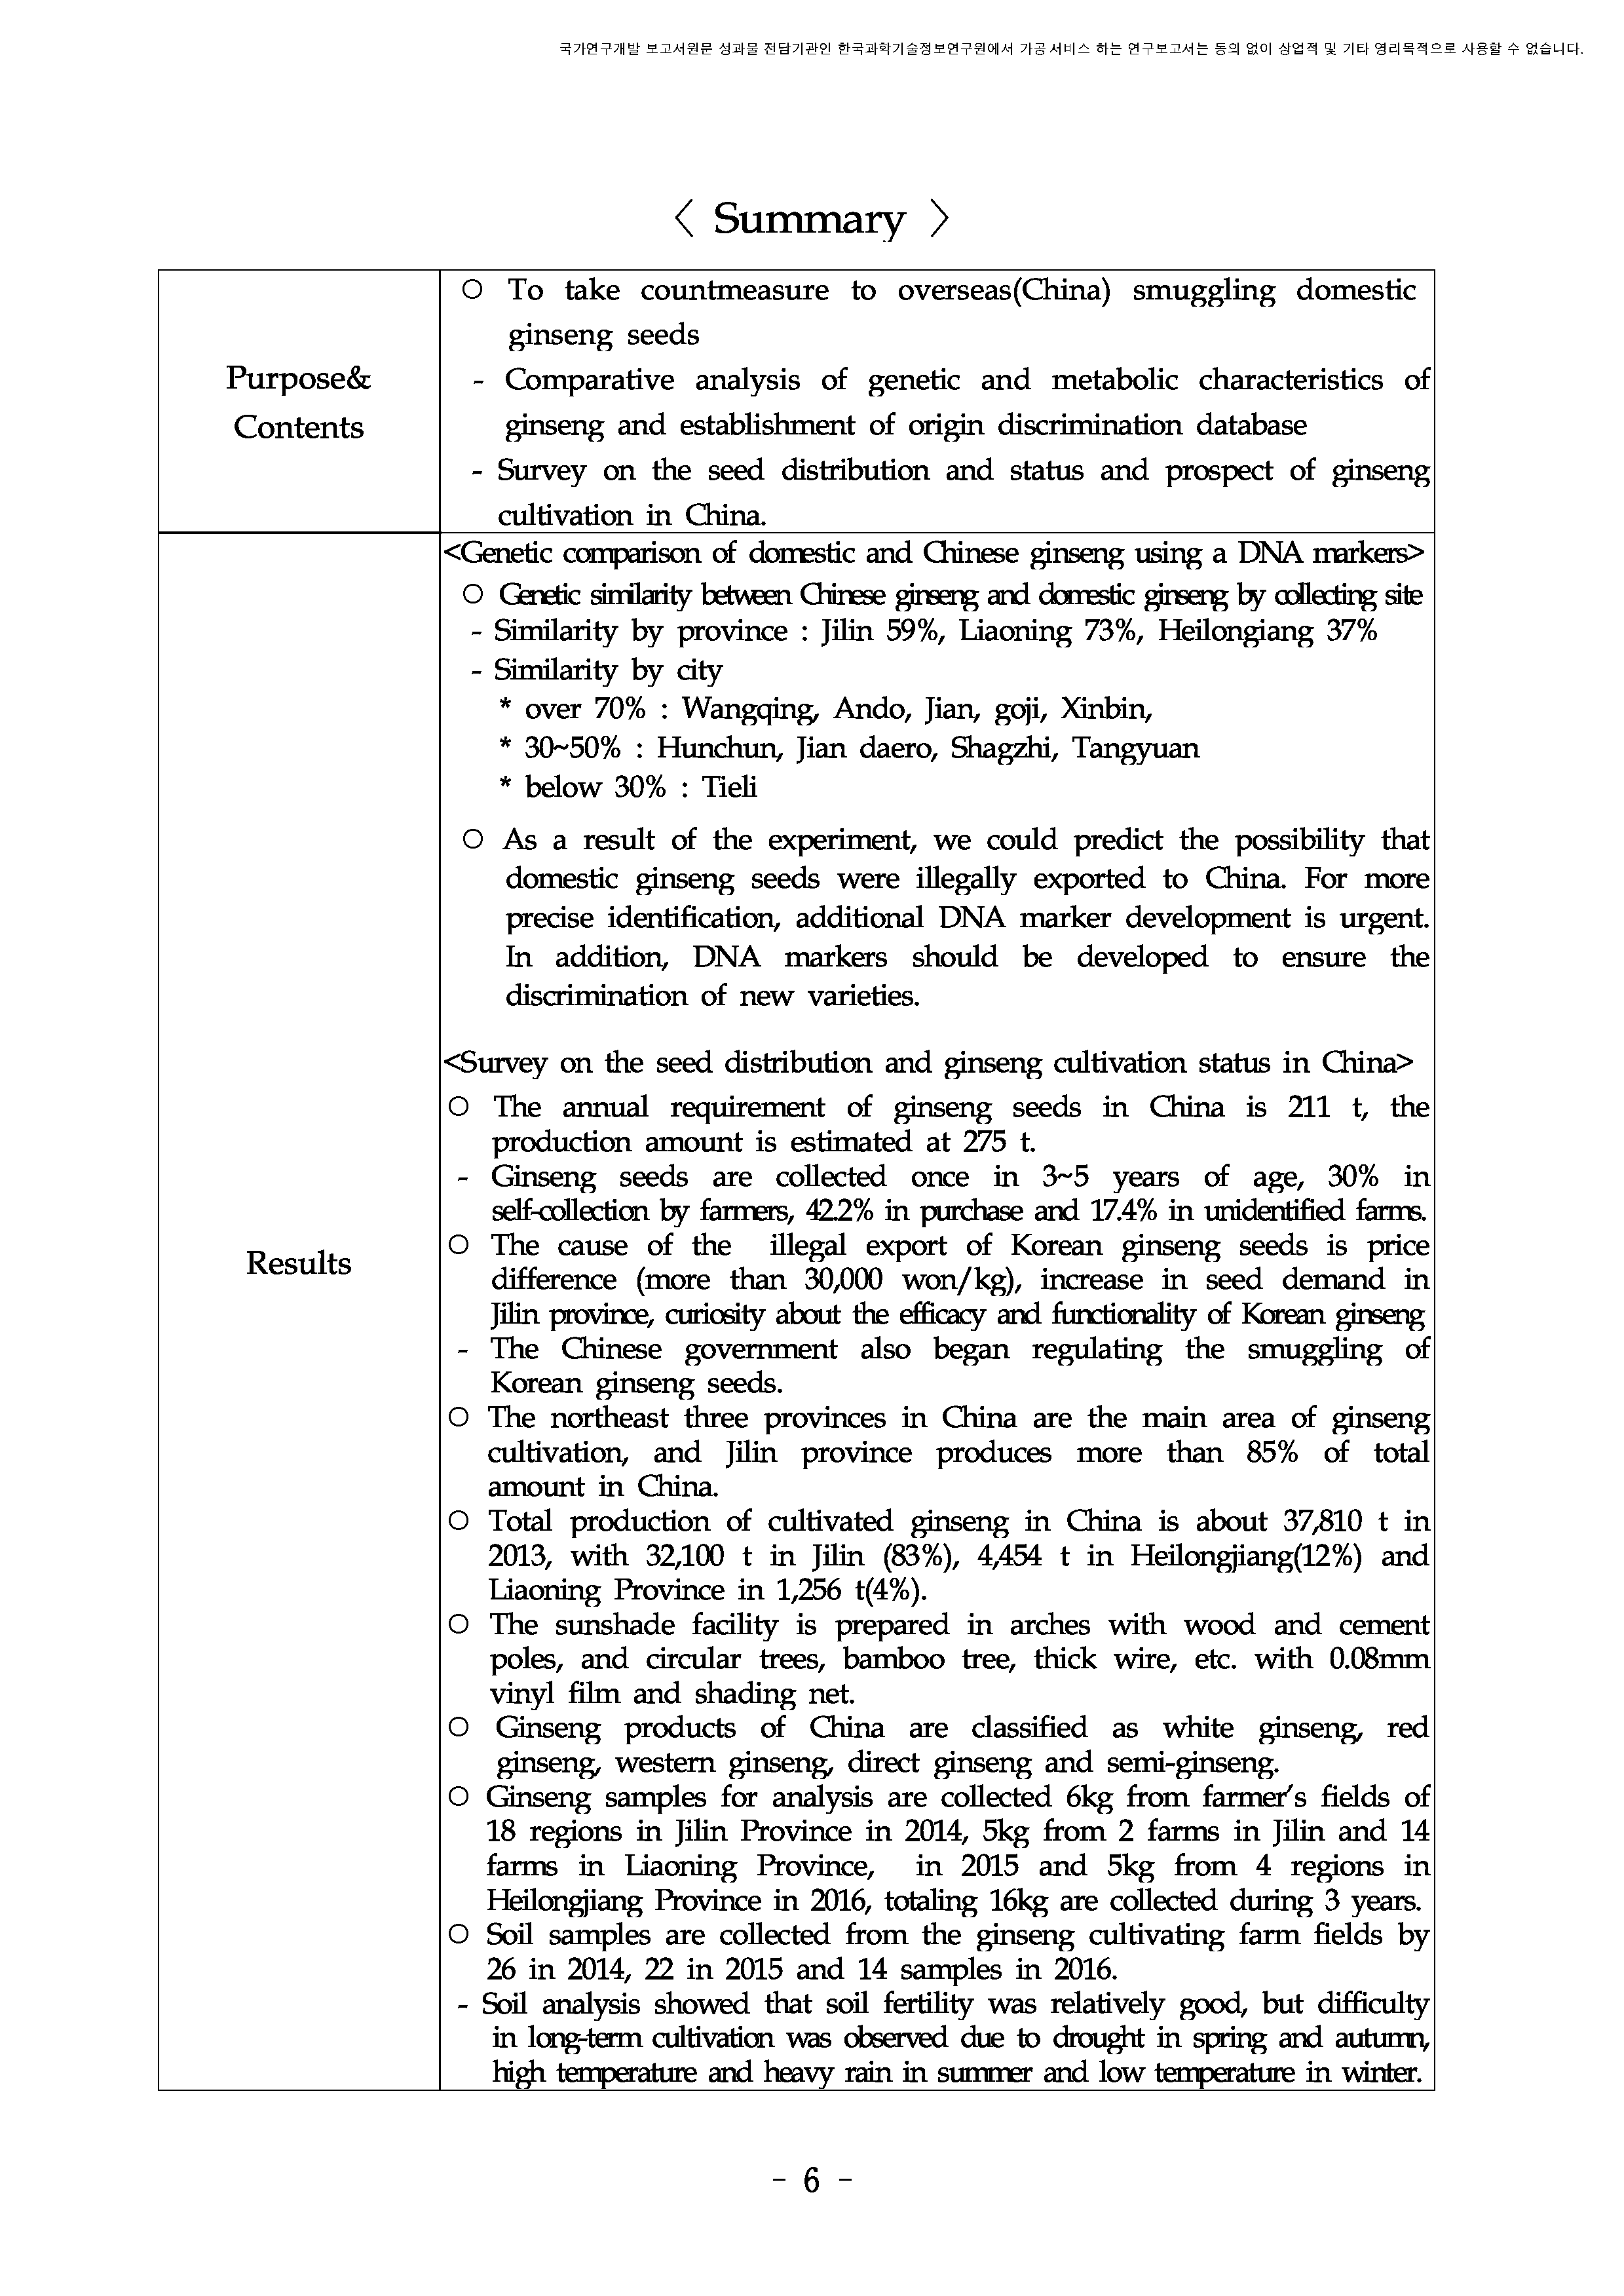 국가연구개발 보고서원문 성과물 전담기관인 한국과학기술정보연구원에서 가공·서비스 하는 연구보고서는 동의 없이 상업적 및 기타 영리목적으로 사용할 수 없습니다.
〈 Summary 〉
Purpose&
Contents
○ To take countmeasure to overseas(China) smuggling domestic
ginseng seeds
- Comparative analysis of genetic and metabolic characteristics of
ginseng and establishment of origin discrimination database
- Survey on the seed distribution and status and prospect of ginseng
cultivation in China.
Results
<Genetic comparison of domestic and Chinese ginseng using a DNA markers>
○ Genetic similarity between Chinese ginseng and domestic ginseng by collecting site
- Similarity by province : Jilin 59%, Liaoning 73%, Heilongiang 37%
- Similarity by city
* over 70% : Wangqing, Ando, Jian, goji, Xinbin,
* 30~50% : Hunchun, Jian daero, Shagzhi, Tangyuan
* below 30% : Tieli
○ As a result of the experiment, we could predict the possibility that
domestic ginseng seeds were illegally exported to China. For more
precise identification, additional DNA marker development is urgent.
In addition, DNA markers should be developed to ensure the
discrimination of new varieties.
<Survey on the seed distribution and ginseng cultivation status in China>
○ The annual requirement of ginseng seeds in China is 211 t, the
production amount is estimated at 275 t.
- Ginseng seeds are collected once in 3~5 years of age, 30% in
self-collection by farmers, 42.2% in purchase and 17.4% in unidentified farms.
○ The cause of the illegal export of Korean ginseng seeds is price
difference (more than 30,000 won/kg), increase in seed demand in
Jilin province, curiosity about the efficacy and functionality of Korean ginseng
- The Chinese government also began regulating the smuggling of
Korean ginseng seeds.
○ The northeast three provinces in China are the main area of ginseng
cultivation, and Jilin province produces more than 85% of total
amount in China.
○ Total production of cultivated ginseng in China is about 37,810 t in
2013, with 32,100 t in Jilin (83%), 4,454 t in Heilongjiang(12%) and
Liaoning Province in 1,256 t(4%).
○ The sunshade facility is prepared in arches with wood and cement
poles, and circular trees, bamboo tree, thick wire, etc. with 0.08mm
vinyl film and shading net.
○ Ginseng products of China are classified as white ginseng, red
ginseng, western ginseng, direct ginseng and semi-ginseng.
○ Ginseng samples for analysis are collected 6kg from farmer's fields of
18 regions in Jilin Province in 2014, 5kg from 2 farms in Jilin and 14
farms in Liaoning Province, in 2015 and 5kg from 4 regions in
Heilongjiang Province in 2016, totaling 16kg are collected during 3 years.
○ Soil samples are collected from the ginseng cultivating farm fields by
26 in 2014, 22 in 2015 and 14 samples in 2016.
- Soil analysis showed that soil fertility was relatively good, but difficulty
in long-term cultivation was observed due to drought in spring and autumn,
high temperature and heavy rain in summer and low temperature in winter.
- 6 -